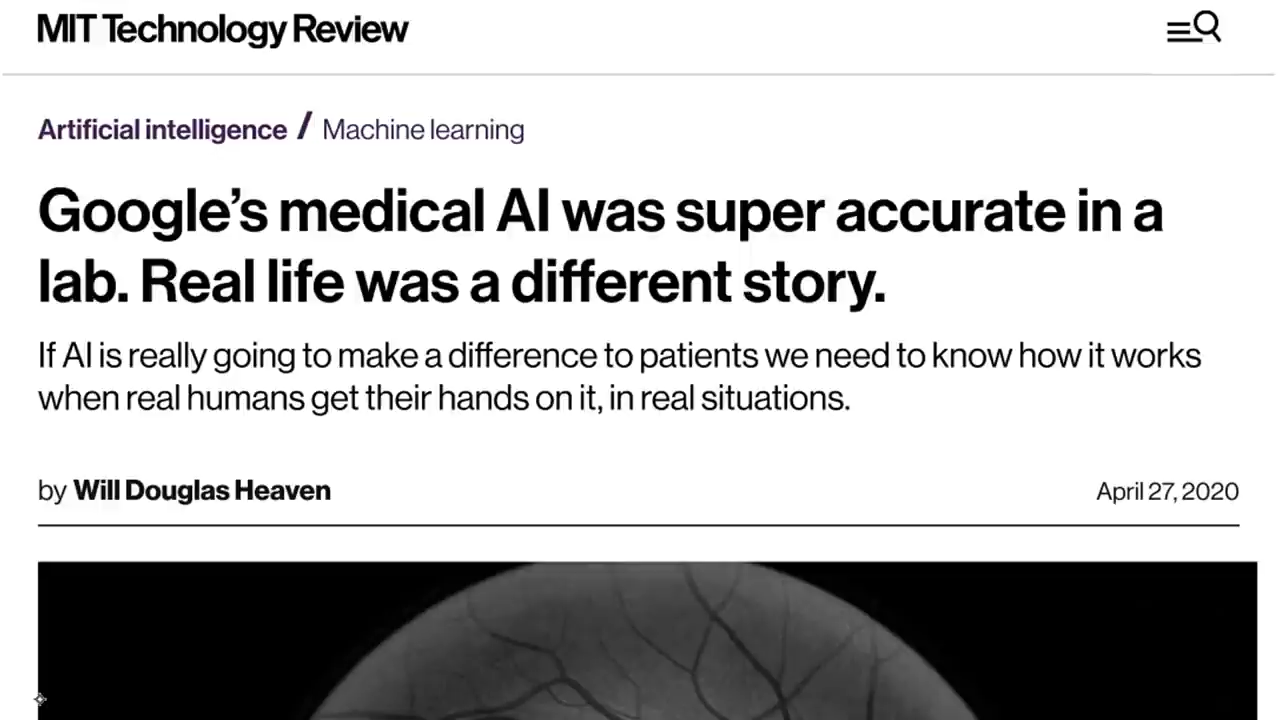 MIT Technology Review
Artificial intelligence / Machine learning
Google’s medical AI was super accurate in a
lab. Real life was a different story.
If AI is really going to make a difference to patients we need to know how it works
when real humans get their hands on it, in real situations.
by Will Douglas Heaven
April 27, 2020